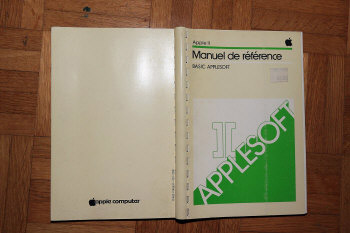 Apple II
Manuel de référence
BASIC APPLESOFT
][
APPLESOFT
apple computer